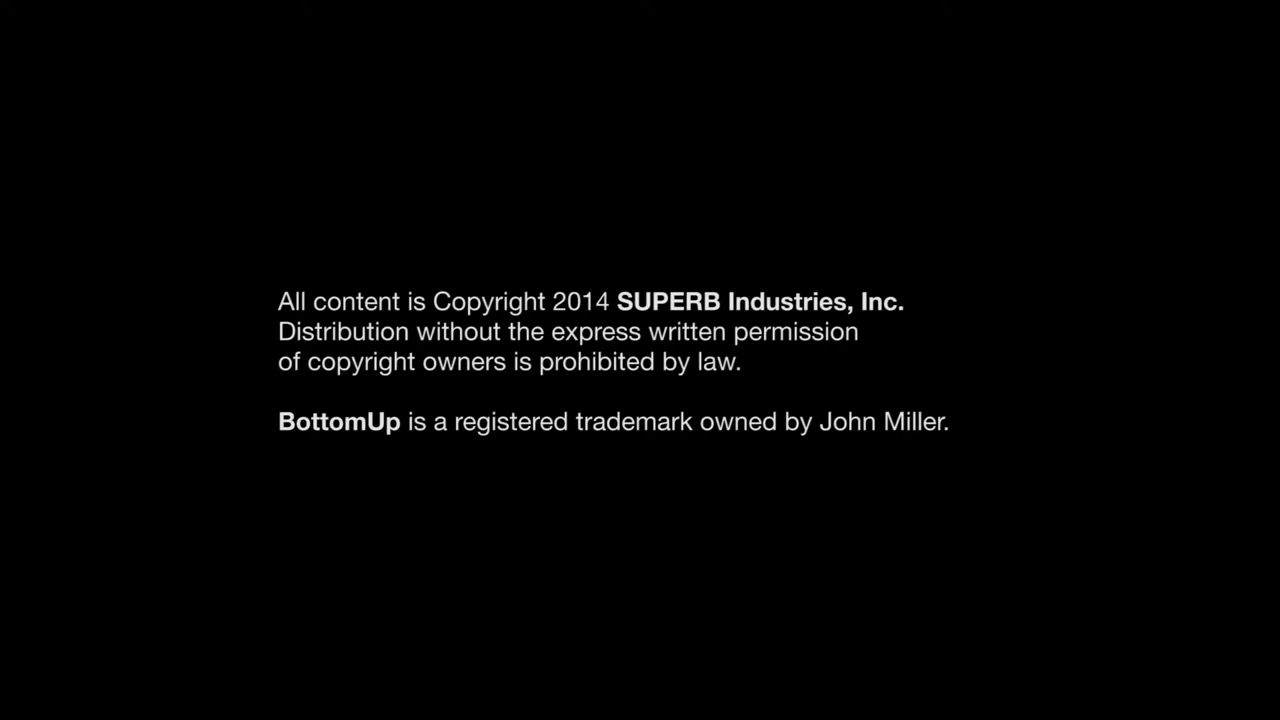 All content is Copyright 2014 SUPERB Industries, Inc.
Distribution without the express written permission
of copyright owners is prohibited by law.
BottomUp is a registered trademark owned by John Miller.